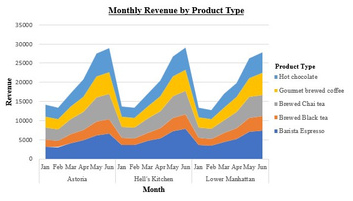 Monthly Revenue by Product Type
35000
30000
25000
20000
15000
10000
5000
0
Revenue
Jan Feb Mar Apr May Jun Jan Feb Mar Apr May Jun Jan Feb Mar Apr May Jun
Astoria Hell's Kitchen Lower Manhattan
Month
Product Type
Hot chocolate
Gourmet brewed coffee
Brewed Chai tea
Brewed Black tea
Barista Espresso